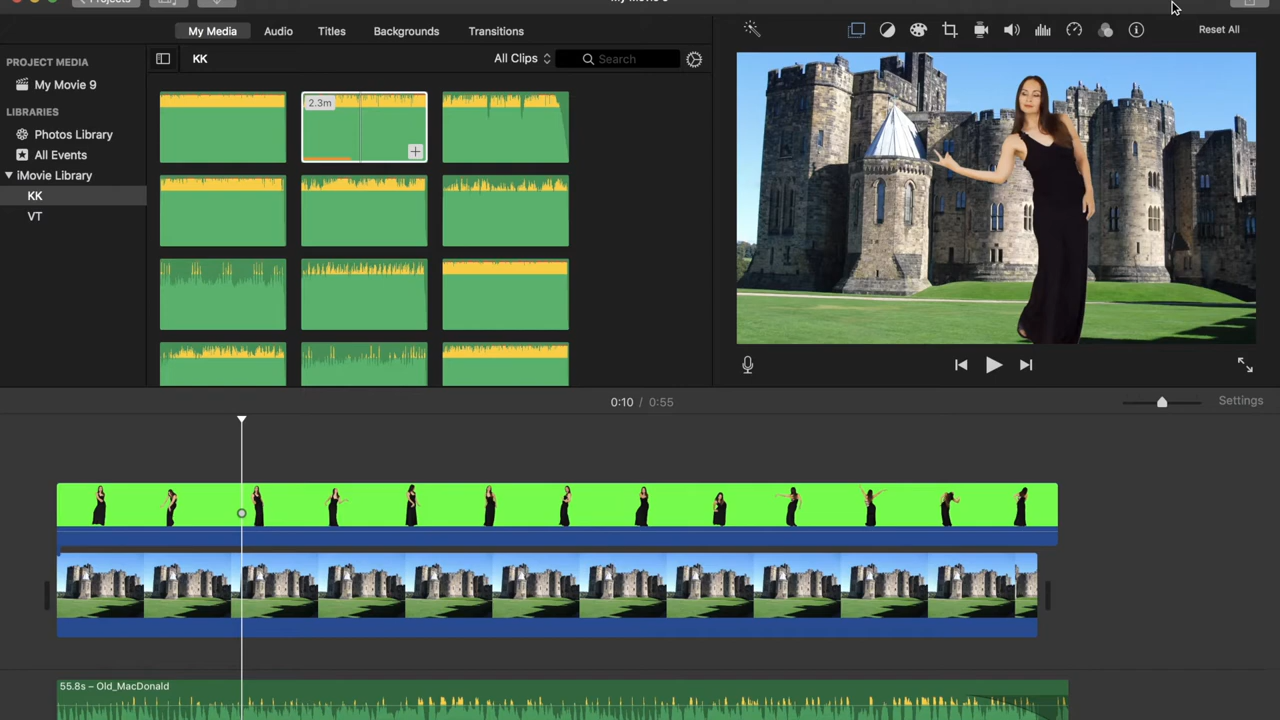 Projects
My Media Audio Titles Backgrounds Transitions
Reset All
PROJECT MEDIA
My Movie 9
LIBRARIES
Photos Library
All Events
iMovie Library
KK
VT
KK
All Clips
Search
2.3m
0:10 / 0:55
Settings
55.8s – Old_MacDonald